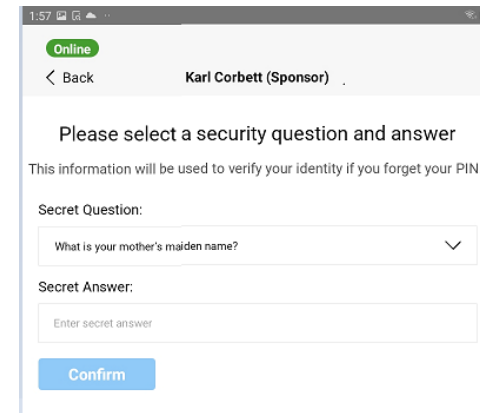 1:57
Online
Back
Karl Corbett (Sponsor)
Please select a security question and answer
This information will be used to verify your identity if you forget your PIN
Secret Question:
What is your mother's maiden name?
Secret Answer:
Enter secret answer
Confirm